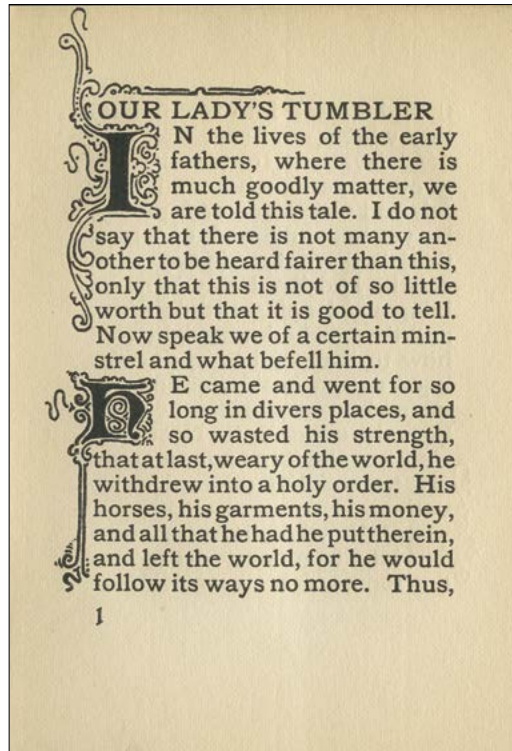 OUR LADY'S TUMBLER
IN the lives of the early
fathers, where there is
much goodly matter, we
are told this tale. I do not
say that there is not many an-
other to be heard fairer than this,
only that this is not of so little
worth but that it is good to tell.
Now speak we of a certain min-
strel and what befell him.
HE came and went for so
long in divers places, and
so wasted his strength,
that at last, weary of the world, he
withdrew into a holy order. His
horses, his garments, his money,
and all that he had he put therein,
and left the world, for he would
follow its ways no more. Thus,
1